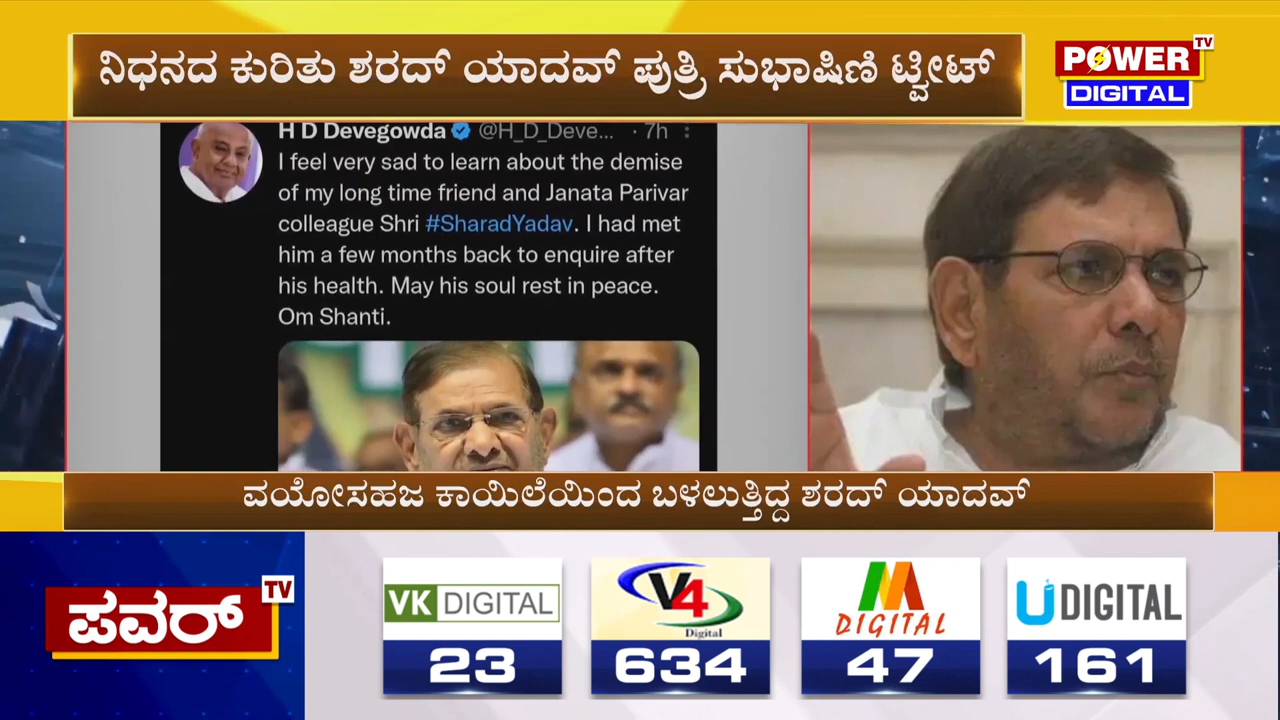 ನಿಧನದ ಕುರಿತು ಶರದ್ ಯಾದವ್ ಪುತ್ರಿ ಸುಭಾಷಿಣಿ ಟ್ವೀಟ್
POWER TV
DIGITAL
H D Devegowda @H_D_Deve... · 7h
I feel very sad to learn about the demise
of my long time friend and Janata Parivar
colleague Shri #SharadYadav. I had met
him a few months back to enquire after
his health. May his soul rest in peace.
Om Shanti.
ವಯೋಸಹಜ ಕಾಯಿಲೆಯಿಂದ ಬಳಲುತ್ತಿದ್ದ ಶರದ್ ಯಾದವ್
ಪವರ್ TV
VK DIGITAL
23
V4 Digital
634
M DIGITAL
47
U DIGITAL
161